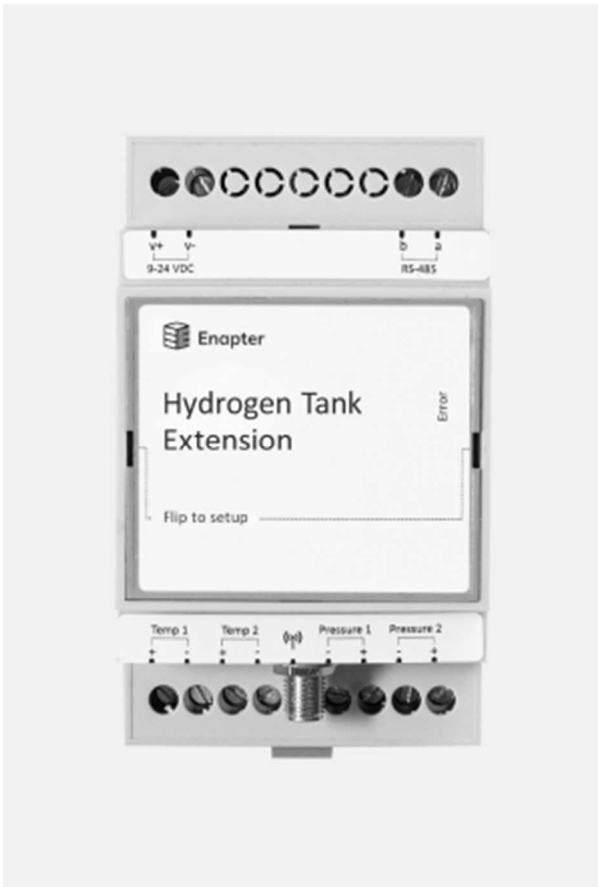 v+ v- b a
9-24 VDC RS-485
Enapter
Hydrogen Tank
Extension
Error
Flip to setup
Temp 1 Temp 2 Pressure 1 Pressure 2
+ - + - - + - +